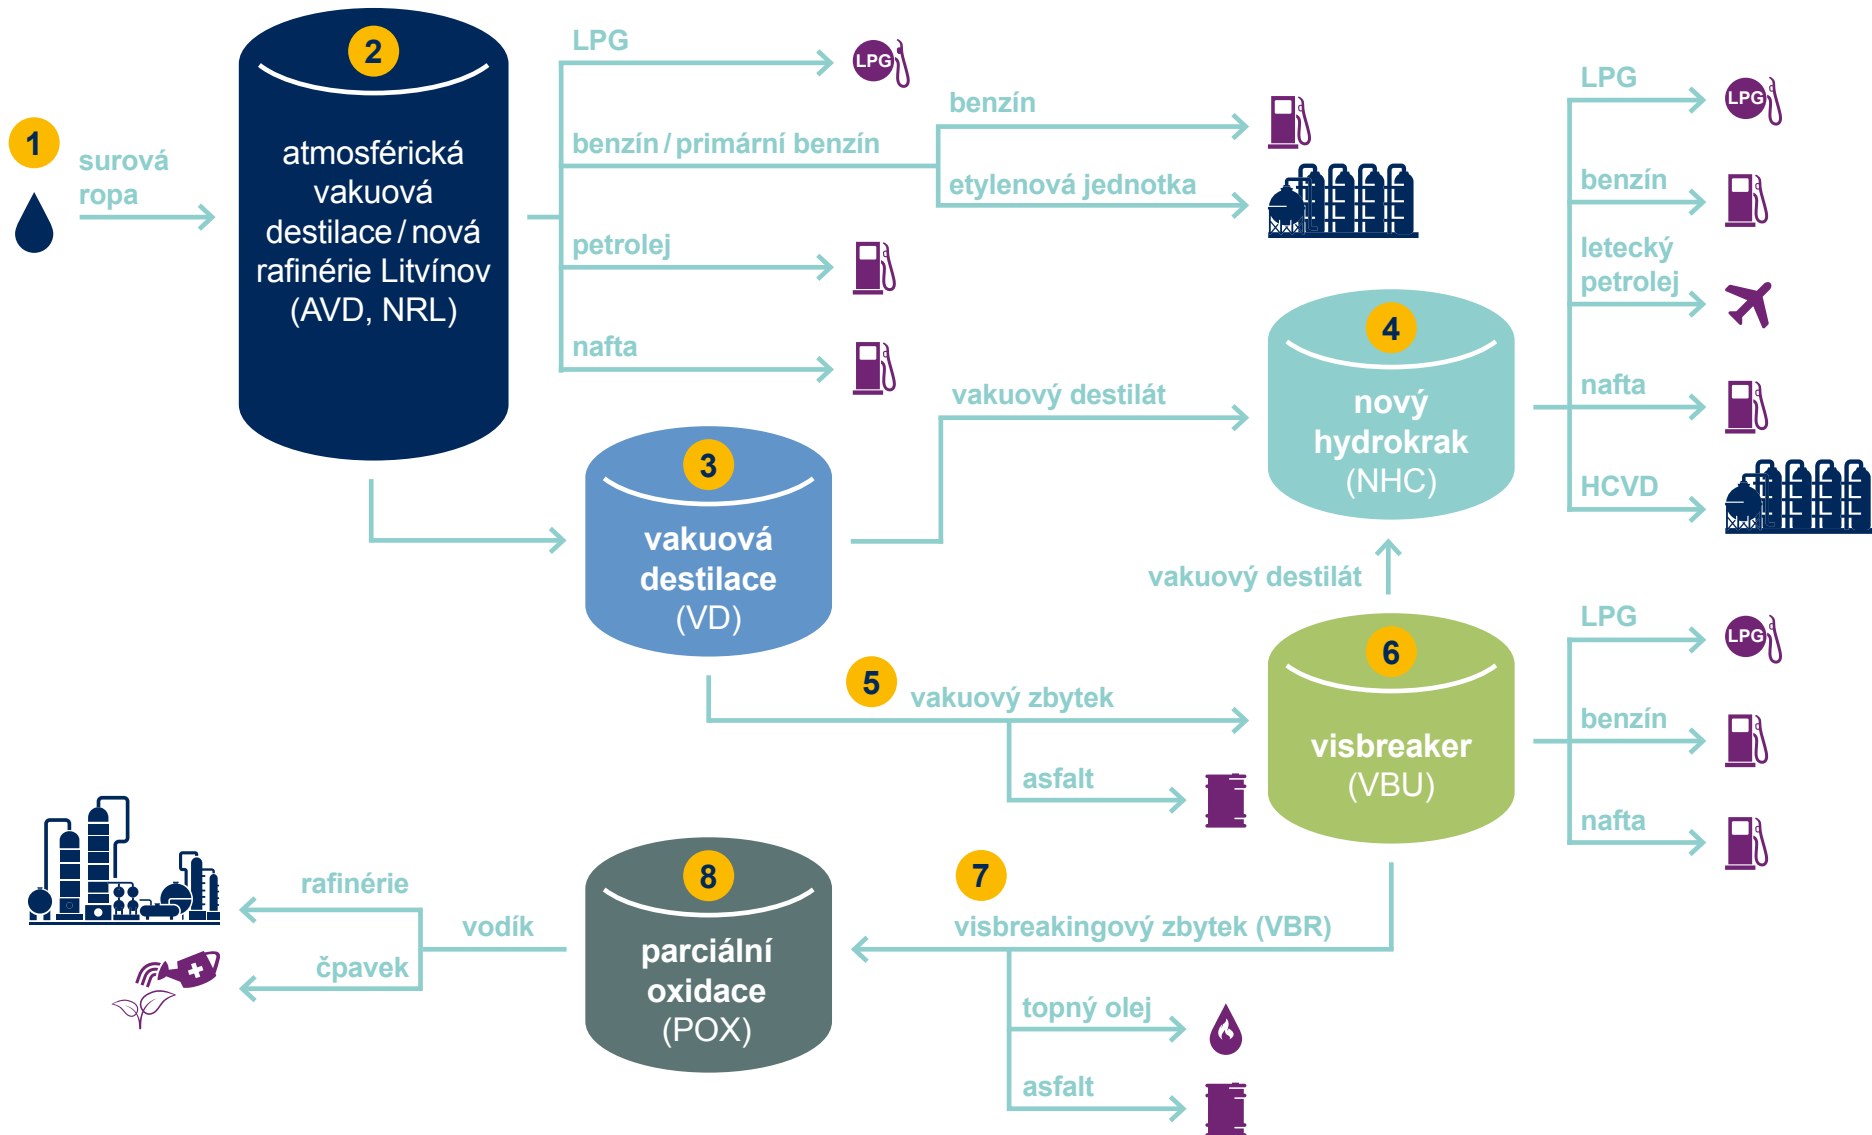 1
surová
ropa
2
atmosférická
vakuová
destilace / nová
rafinérie Litvínov
(AVD, NRL)
LPG
LPG
benzín / primární benzín
benzín
etylenová jednotka
petrolej
nafta
3
vakuová
destilace
(VD)
vakuový destilát
4
nový
hydrokrak
(NHC)
LPG
LPG
benzín
letecký
petrolej
nafta
HCVD
vakuový destilát
5
vakuový zbytek
asfalt
6
visbreaker
(VBU)
LPG
LPG
benzín
nafta
7
visbreakingový zbytek (VBR)
topný olej
asfalt
8
parciální
oxidace
(POX)
vodík
rafinérie
čpavek